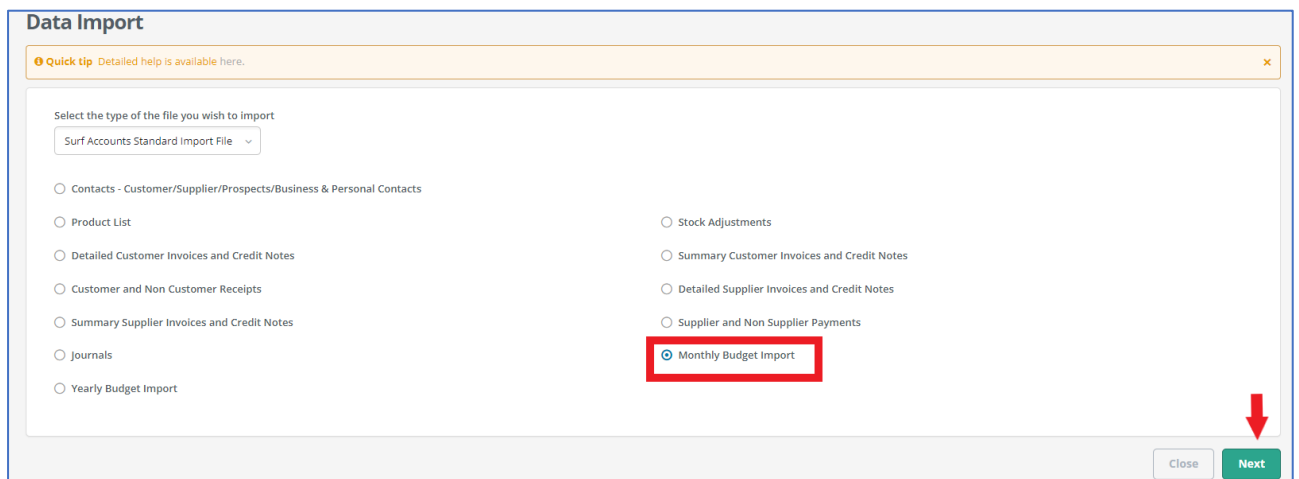 Data Import
Quick tip Detailed help is available here.
Select the type of the file you wish to import
Surf Accounts Standard Import File
Contacts - Customer/Supplier/Prospects/Business & Personal Contacts
Product List
Stock Adjustments
Detailed Customer Invoices and Credit Notes
Summary Customer Invoices and Credit Notes
Customer and Non Customer Receipts
Detailed Supplier Invoices and Credit Notes
Summary Supplier Invoices and Credit Notes
Supplier and Non Supplier Payments
Journals
Monthly Budget Import
Yearly Budget Import
Close
Next